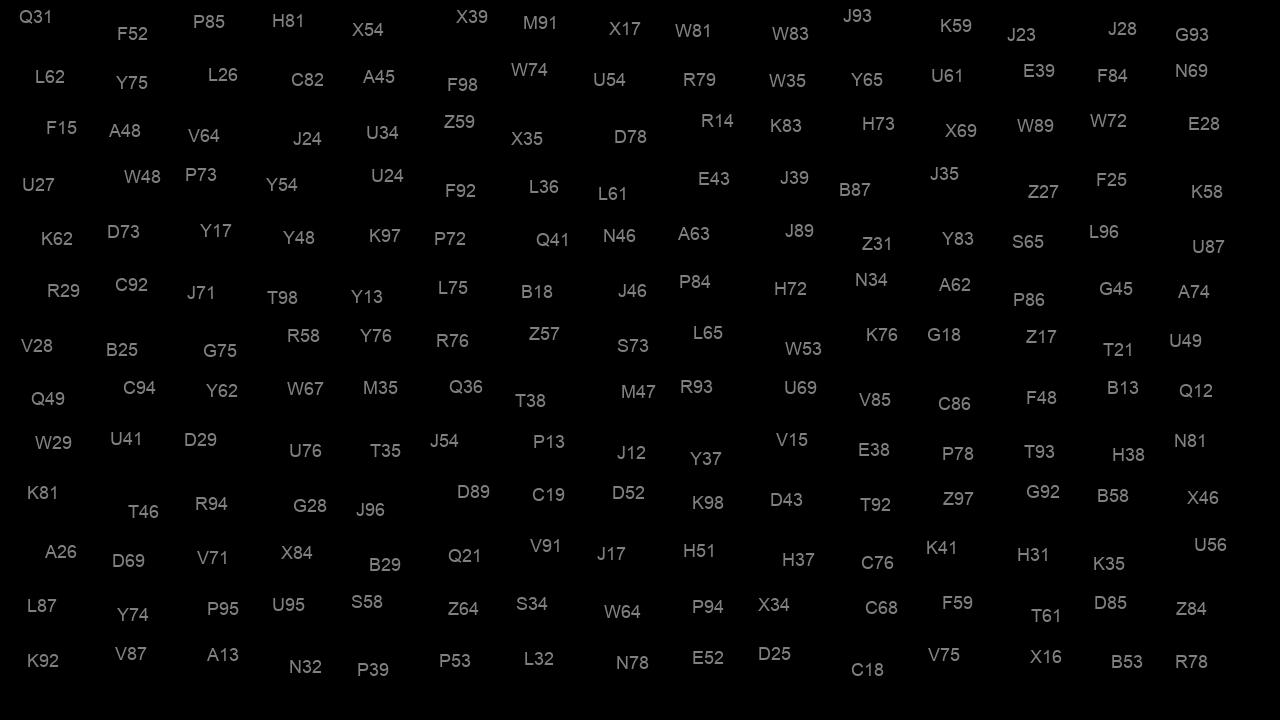 Q31 F52 P85 H81 X54 X39 M91 X17 W81 W83 J93 K59 J23 J28 G93
L62 Y75 L26 C82 A45 F98 W74 U54 R79 W35 Y65 U61 E39 F84 N69
F15 A48 V64 J24 U34 Z59 X35 D78 R14 K83 H73 X69 W89 W72 E28
U27 W48 P73 Y54 U24 F92 L36 L61 E43 J39 B87 J35 Z27 F25 K58
K62 D73 Y17 Y48 K97 P72 Q41 N46 A63 J89 Z31 Y83 S65 L96 U87
R29 C92 J71 T98 Y13 L75 B18 J46 P84 H72 N34 A62 P86 G45 A74
V28 B25 G75 R58 Y76 R76 Z57 S73 L65 W53 K76 G18 Z17 T21 U49
Q49 C94 Y62 W67 M35 Q36 T38 M47 R93 U69 V85 C86 F48 B13 Q12
W29 U41 D29 U76 T35 J54 P13 J12 Y37 V15 E38 P78 T93 H38 N81
K81 T46 R94 G28 J96 D89 C19 D52 K98 D43 T92 Z97 G92 B58 X46
A26 D69 V71 X84 B29 Q21 V91 J17 H51 H37 C76 K41 H31 K35 U56
L87 Y74 P95 U95 S58 Z64 S34 W64 P94 X34 C68 F59 T61 D85 Z84
K92 V87 A13 N32 P39 P53 L32 N78 E52 D25 C18 V75 X16 B53 R78